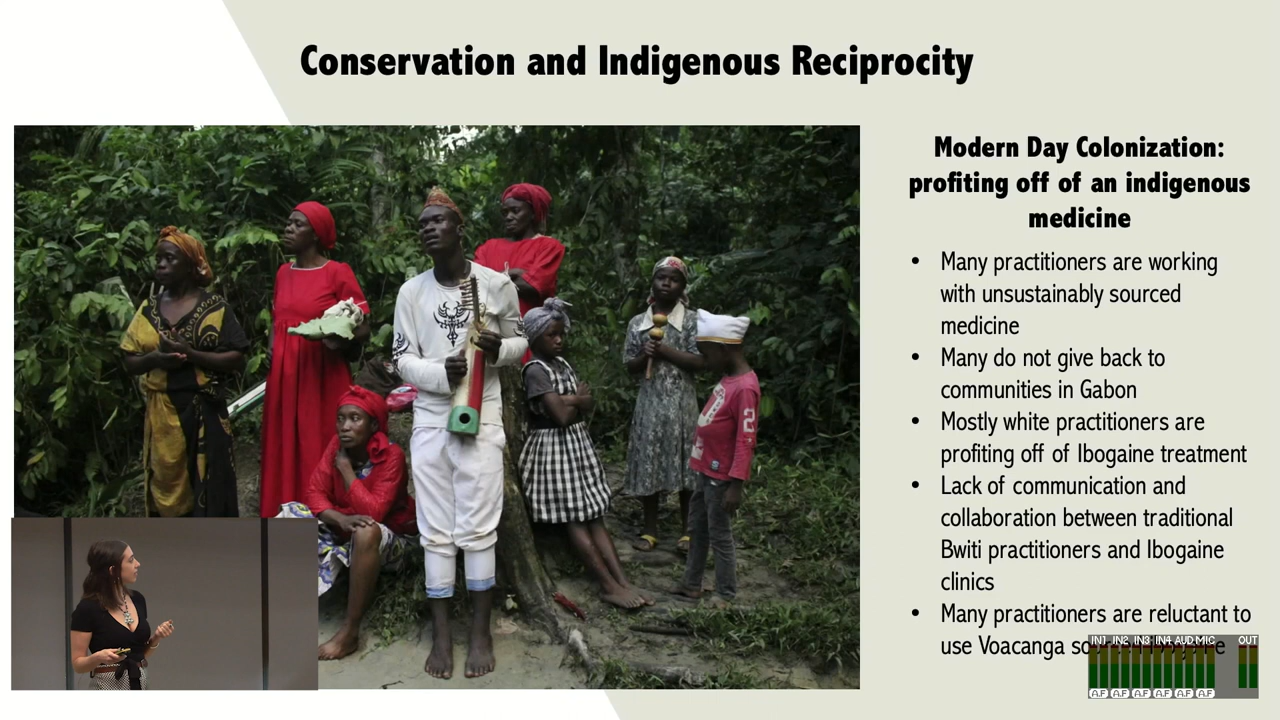 Conservation and Indigenous Reciprocity
Modern Day Colonization:
profiting off of an indigenous
medicine
• Many practitioners are working
with unsustainably sourced
medicine
• Many do not give back to
communities in Gabon
• Mostly white practitioners are
profiting off of Ibogaine treatment
• Lack of communication and
collaboration between traditional
Bwiti practitioners and Ibogaine
clinics
• Many practitioners are reluctant to
use Voacanga
IN1 IN2 IN3 IN4 AUD MIC OUT
A.F A.F A.F A.F A.F A.F
2